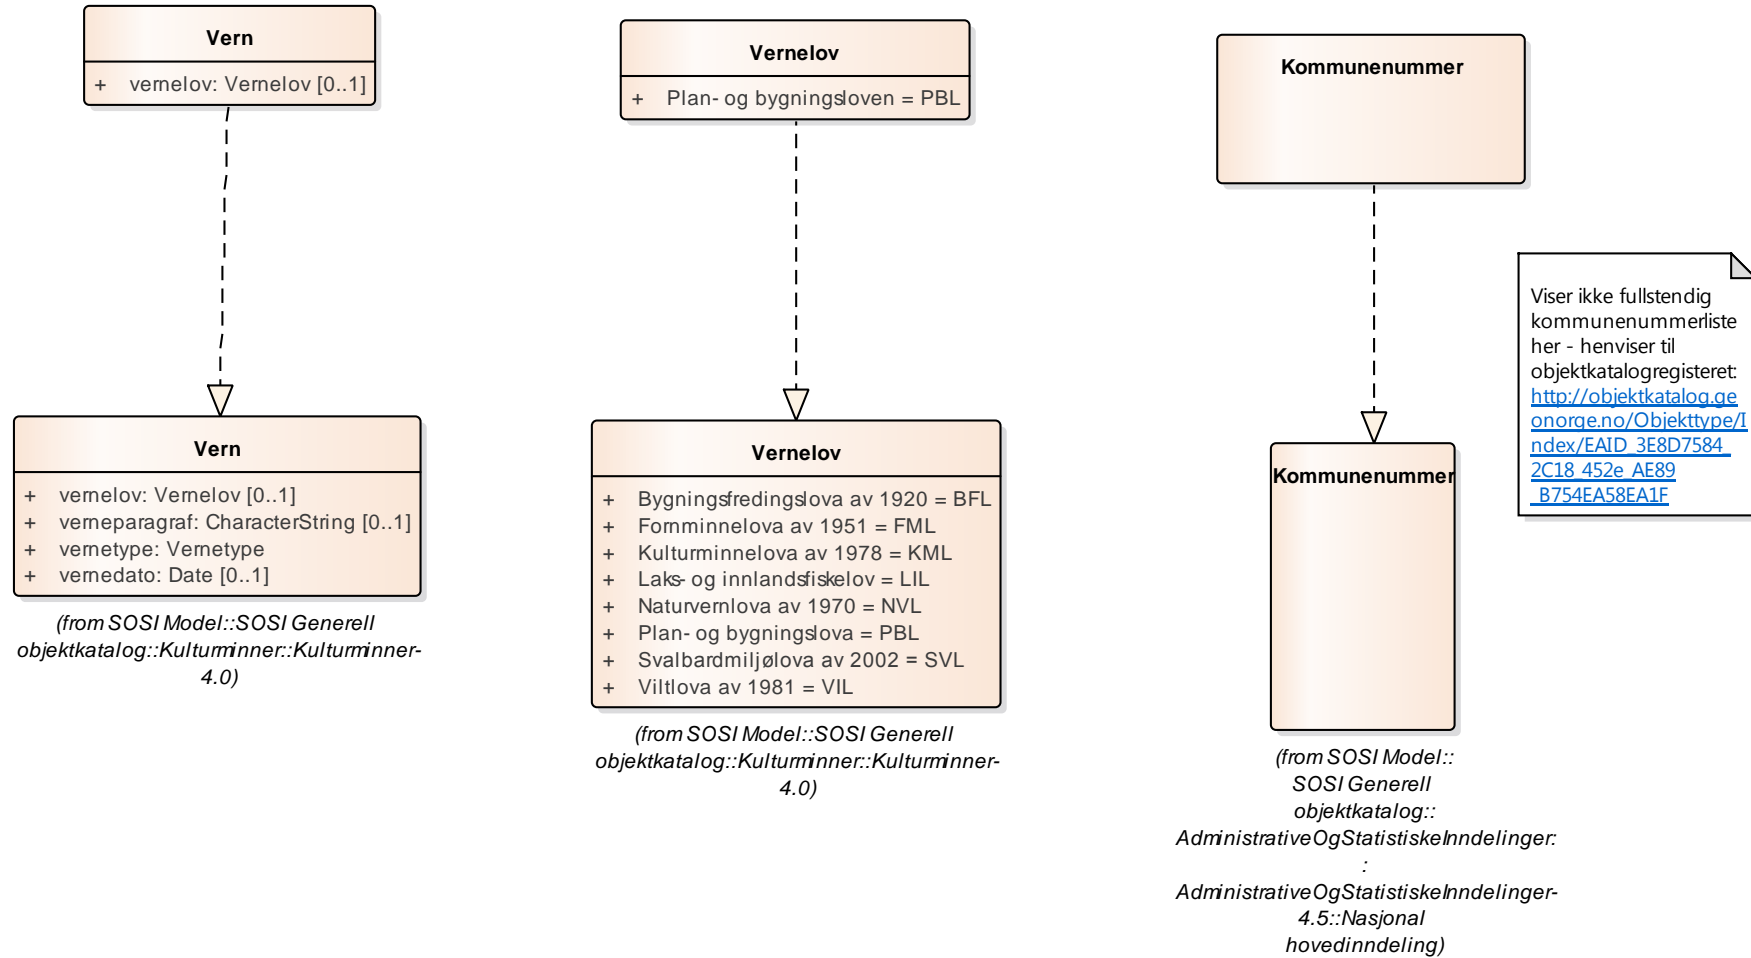 Vern
+ vernelov: Vernelov [0..1]
Vern
+ vernelov: Vernelov [0..1]
+ verneparagraf: CharacterString [0..1]
+ vernetype: Vernetype
+ vernedato: Date [0..1]
(from SOSI Model::SOSI Generell
objektkatalog::Kulturminner::Kulturminner-
4.0)
Vernelov
+ Plan- og bygningsloven = PBL
Vernelov
+ Bygningsfredingslova av 1920 = BFL
+ Fornminnelova av 1951 = FML
+ Kulturminnelova av 1978 = KML
+ Laks- og innlandsfiskelov = LIL
+ Naturvernlova av 1970 = NVL
+ Plan- og bygningslova = PBL
+ Svalbardmiljølova av 2002 = SVL
+ Viltlova av 1981 = VIL
(from SOSI Model::SOSI Generell
objektkatalog::Kulturminner::Kulturminner-
4.0)
Kommunenummer
Kommunenummer
(from SOSI Model::
SOSI Generell
objektkatalog::
AdministrativeOgStatistiskeInndelinger:
:
AdministrativeOgStatistiskeInndelinger-
4.5::Nasjonal
hovedinndeling)
Viser ikke fullstendig
kommunenummerliste
her - henviser til
objektkatalogregisteret:
http://objektkatalog.ge
onorge.no/Objekttype/I
ndex/EAID_3E8D7584_
2C18_452e_AE89
_B754EA58EA1F